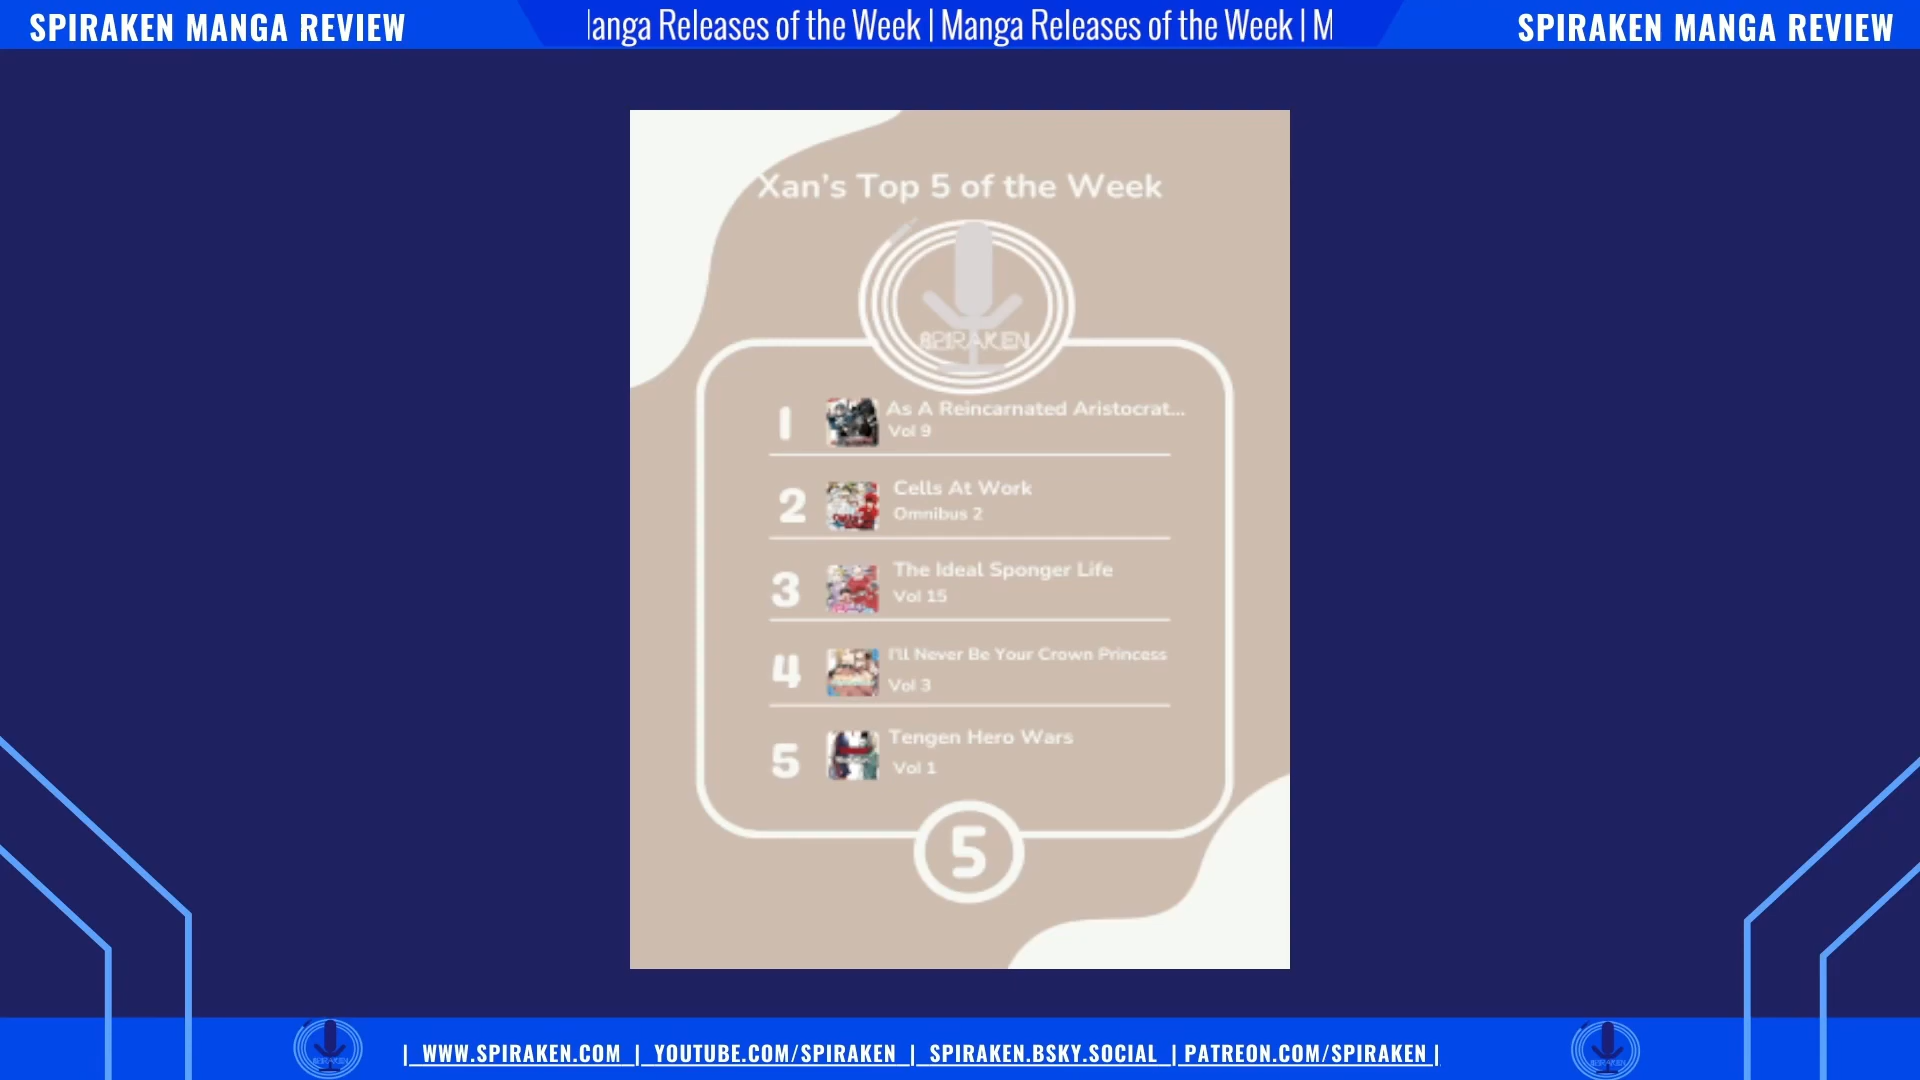 SPIRAKEN MANGA REVIEW
anga Releases of the Week | Manga Releases of the Week | M
SPIRAKEN MANGA REVIEW
Xan's Top 5 of the Week
SPIRAKEN
1
As A Reincarnated Aristocrat...
Vol 9
2
Cells At Work
Omnibus 2
3
The Ideal Sponger Life
Vol 15
4
I'll Never Be Your Crown Princess
Vol 3
5
Tengen Hero Wars
Vol 1
5
SPIRAKEN
| WWW.SPIRAKEN.COM | YOUTUBE.COM/SPIRAKEN | SPIRAKEN.BSKY.SOCIAL | PATREON.COM/SPIRAKEN |
SPIRAKEN